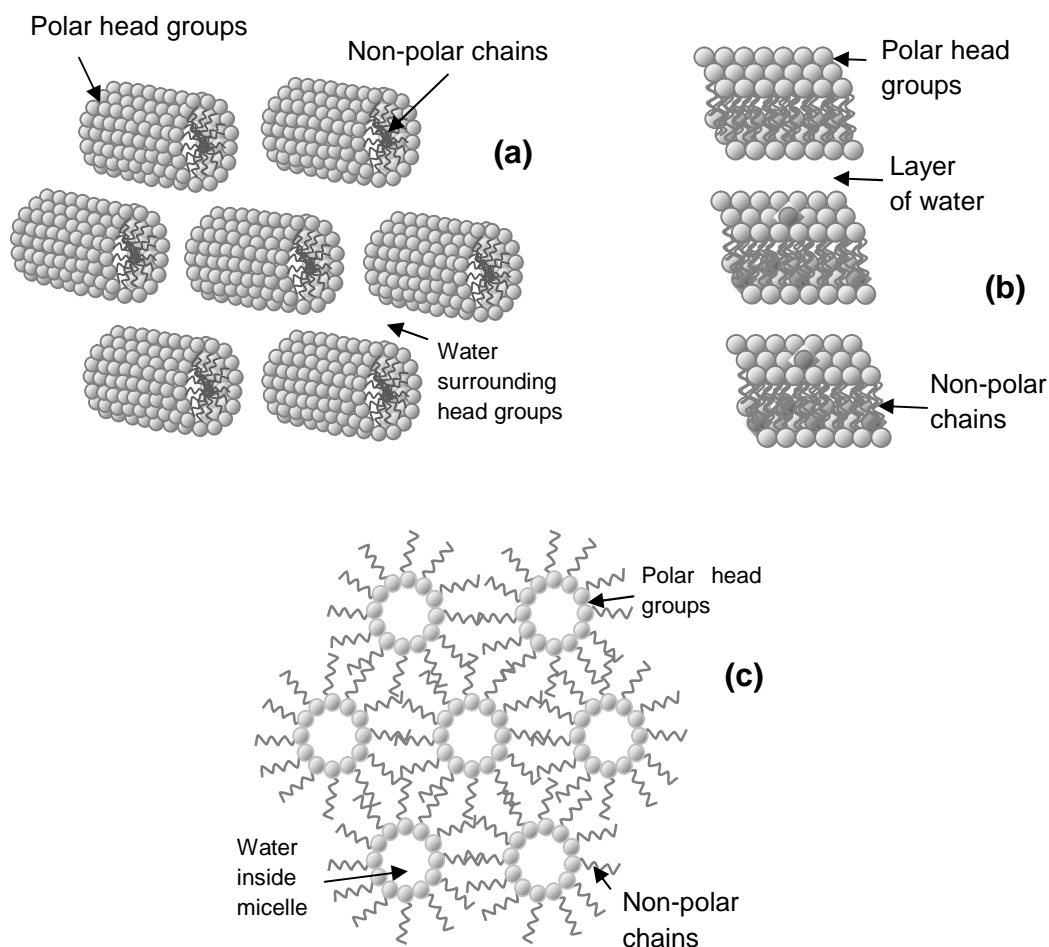 Polar head groups
Non-polar chains
(a)
Water
surrounding
head groups
Polar head
groups
Layer
of water
(b)
Non-polar
chains
Polar head
groups
(c)
Water
inside
micelle
Non-polar
chains